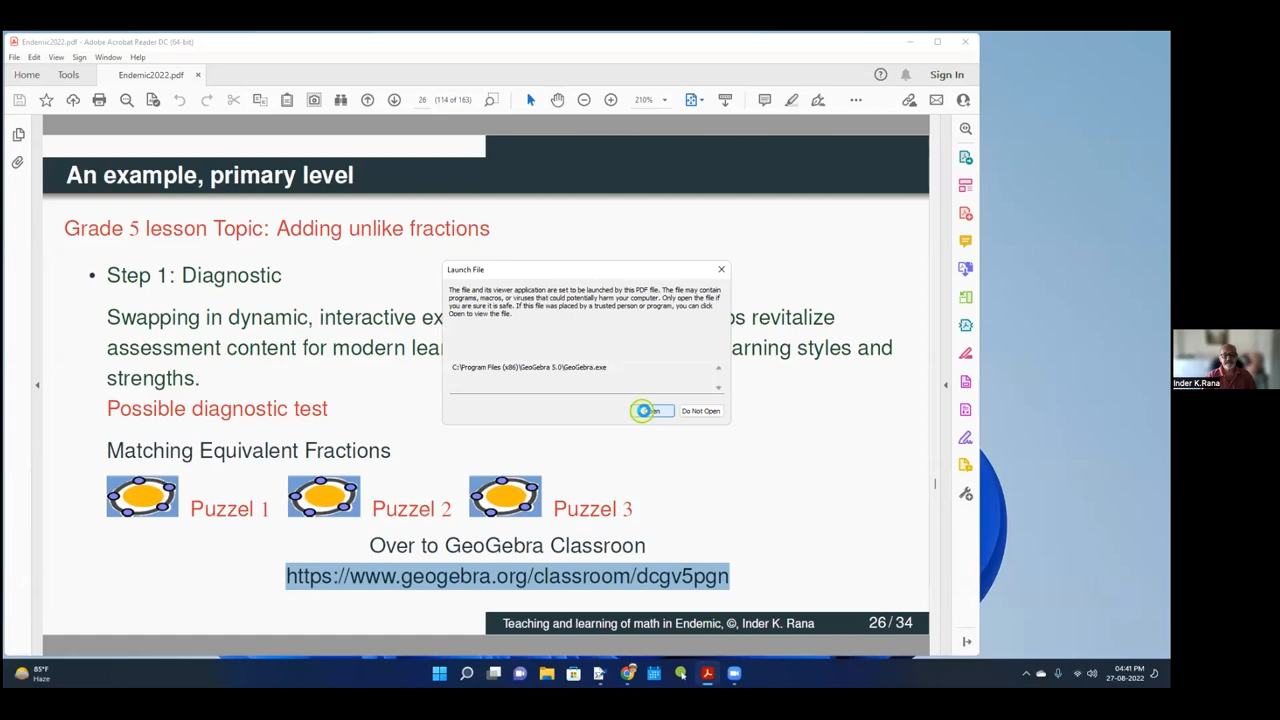 Endemic2022.pdf - Adobe Acrobat Reader DC (64-bit)
File Edit View Sign Window Help
Home Tools Endemic2022.pdf × Sign In
26 (114 of 163) 210%
An example, primary level
Grade 5 lesson Topic: Adding unlike fractions
• Step 1: Diagnostic
Swapping in dynamic, interactive ex
s revitalize
assessment content for modern lea
arning styles and
strengths.
Possible diagnostic test
Matching Equivalent Fractions
Puzzel 1 Puzzel 2 Puzzel 3
Over to GeoGebra Classroon
https://www.geogebra.org/classroom/dcgv5pgn
Teaching and learning of math in Endemic, ©, Inder K. Rana 26 / 34
Launch File
The file and its viewer application are set to be launched by this PDF file. The file may contain
programs, macros, or viruses that could potentially harm your computer. Only open the file if
you are sure it is safe. If this file was placed by a trusted person or program, you can click
Open to view the file.
C:\Program Files (x86)\GeoGebra 5.0\GeoGebra.exe
Do Not Open
Inder K.Rana
85°F
Haze
04:41 PM
27-08-2022